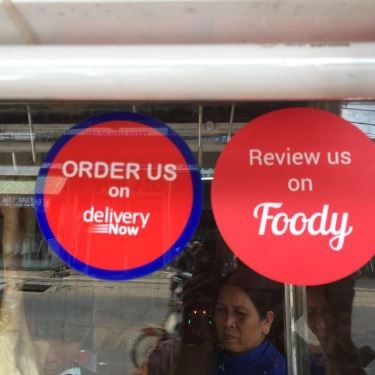 ORDER US
on
delivery
Now
Review us
on
Foody